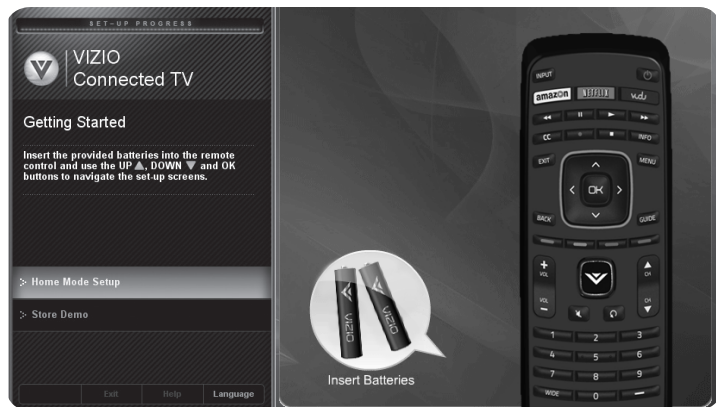 SET-UP PROGRESS
VIZIO
Connected TV
Getting Started
Insert the provided batteries into the remote
control and use the UP ▲, DOWN ▼ and OK
buttons to navigate the set-up screens.
Home Mode Setup
Store Demo
Exit Help Language
VIZIO
VIZIO
Insert Batteries
INPUT
amazon NETFLIX vudu
CC INFO
EXIT MENU
OK
BACK GUIDE
+ VOL CH
VOL − CH
1 2 3
4 5 6
7 8 9
WIDE 0 —